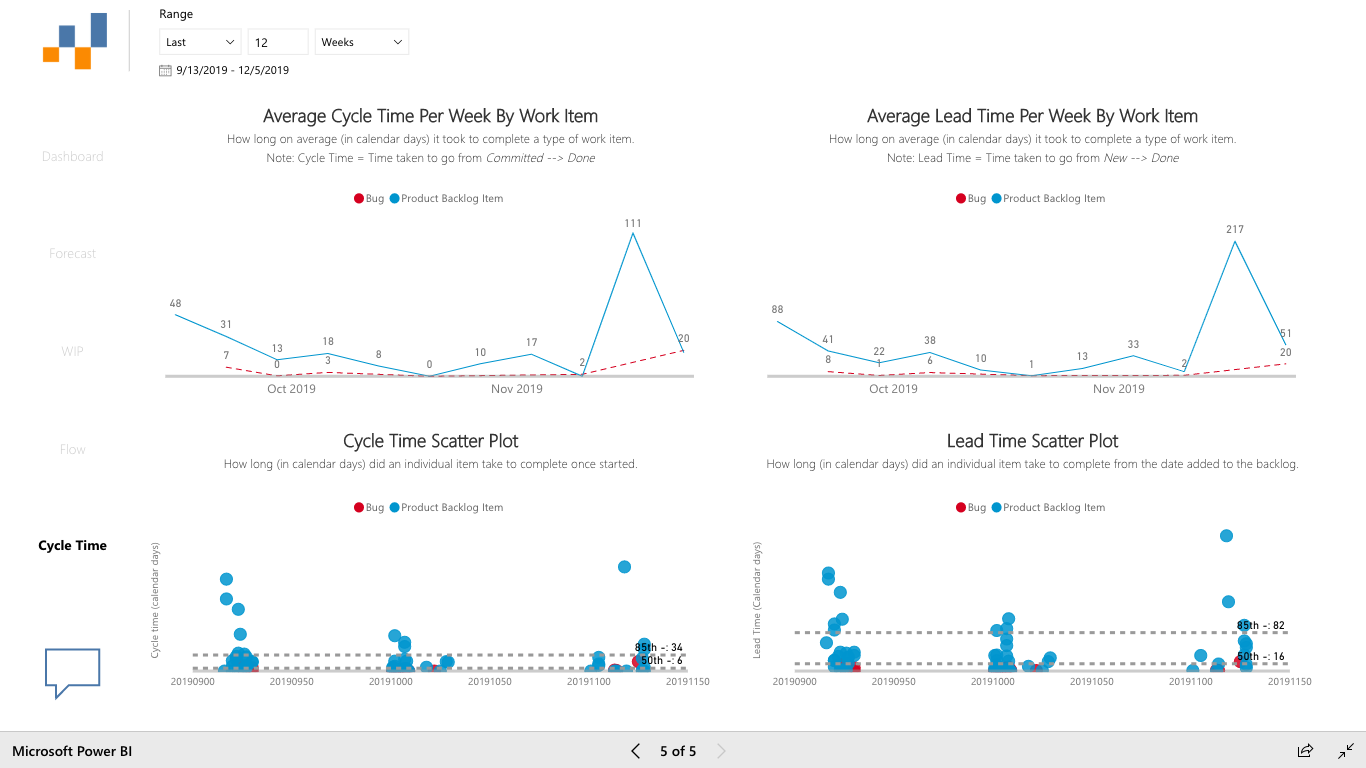 Range
Last 12 Weeks
9/13/2019 - 12/5/2019
Dashboard
Forecast
WIP
Flow
Cycle Time
Average Cycle Time Per Week By Work Item
How long on average (in calendar days) it took to complete a type of work item.
Note: Cycle Time = Time taken to go from Committed --> Done
Bug Product Backlog Item
111
48
31
7
13
0
18
3
8
0
10
17
2
20
Oct 2019 Nov 2019
Average Lead Time Per Week By Work Item
How long on average (in calendar days) it took to complete a type of work item.
Note: Lead Time = Time taken to go from New --> Done
Bug Product Backlog Item
217
88
41
8
22
1
38
6
10
1
13
33
2
51
20
Oct 2019 Nov 2019
Cycle Time Scatter Plot
How long (in calendar days) did an individual item take to complete once started.
Bug Product Backlog Item
Cycle time (calendar days)
85th -: 34
50th -: 6
20190900 20190950 20191000 20191050 20191100 20191150
Lead Time Scatter Plot
How long (in calendar days) did an individual item take to complete from the date added to the backlog.
Bug Product Backlog Item
Lead Time (Calendar days)
85th -: 82
50th -: 16
20190900 20190950 20191000 20191050 20191100 20191150
Microsoft Power BI
5 of 5